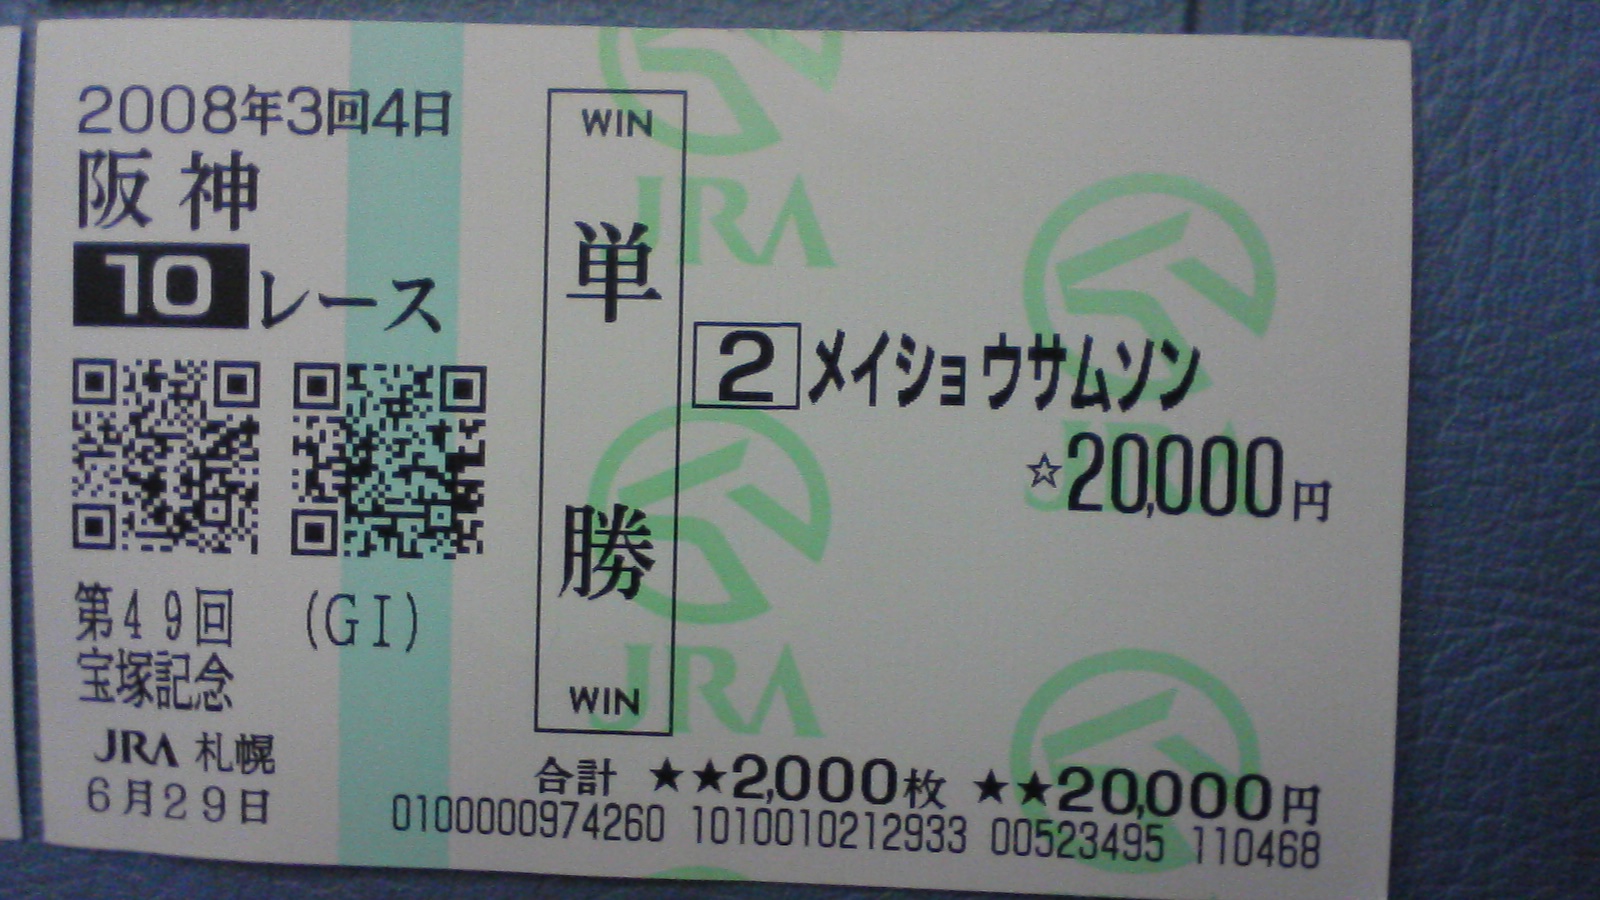 2008年3回4日
阪神
10レース
第49回 (GI)
宝塚記念
JRA 札幌
6月29日
WIN
単勝
WIN
2 メイショウサムソン
☆20,000円
合計 ★★2,000枚 ★★20,000円
0100000974260 1010010212933 00523495 110468
JRA
JRA
JRA